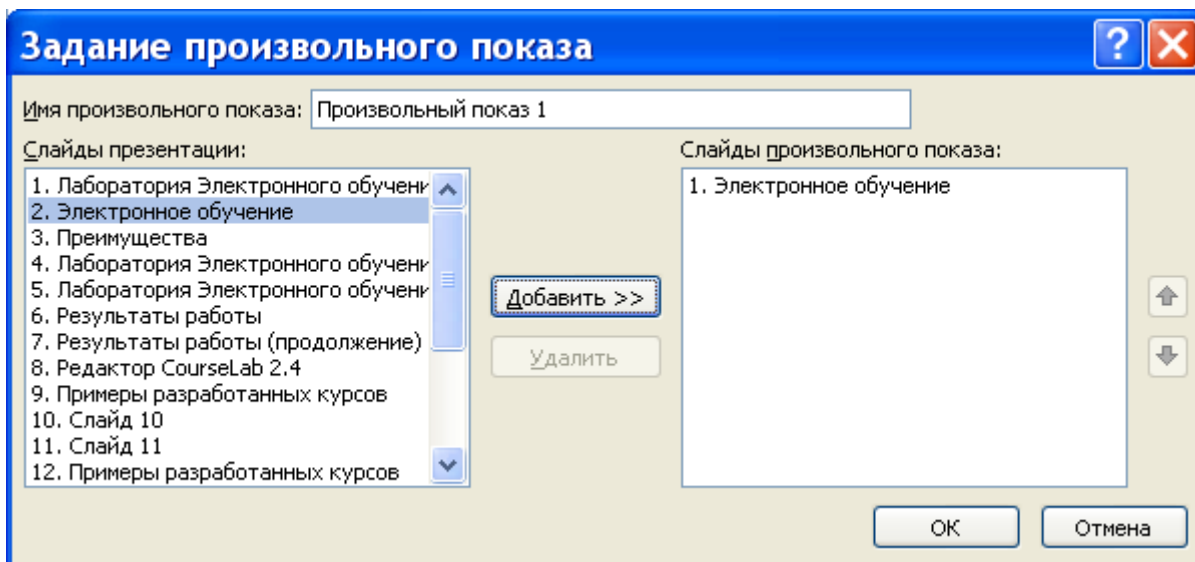 Задание произвольного показа
Имя произвольного показа: Произвольный показ 1
Слайды презентации:
1. Лаборатория Электронного обучени
2. Электронное обучение
3. Преимущества
4. Лаборатория Электронного обучени
5. Лаборатория Электронного обучени
6. Результаты работы
7. Результаты работы (продолжение)
8. Редактор CourseLab 2.4
9. Примеры разработанных курсов
10. Слайд 10
11. Слайд 11
12. Примеры разработанных курсов
Добавить >>
Удалить
Слайды произвольного показа:
1. Электронное обучение
ОК
Отмена